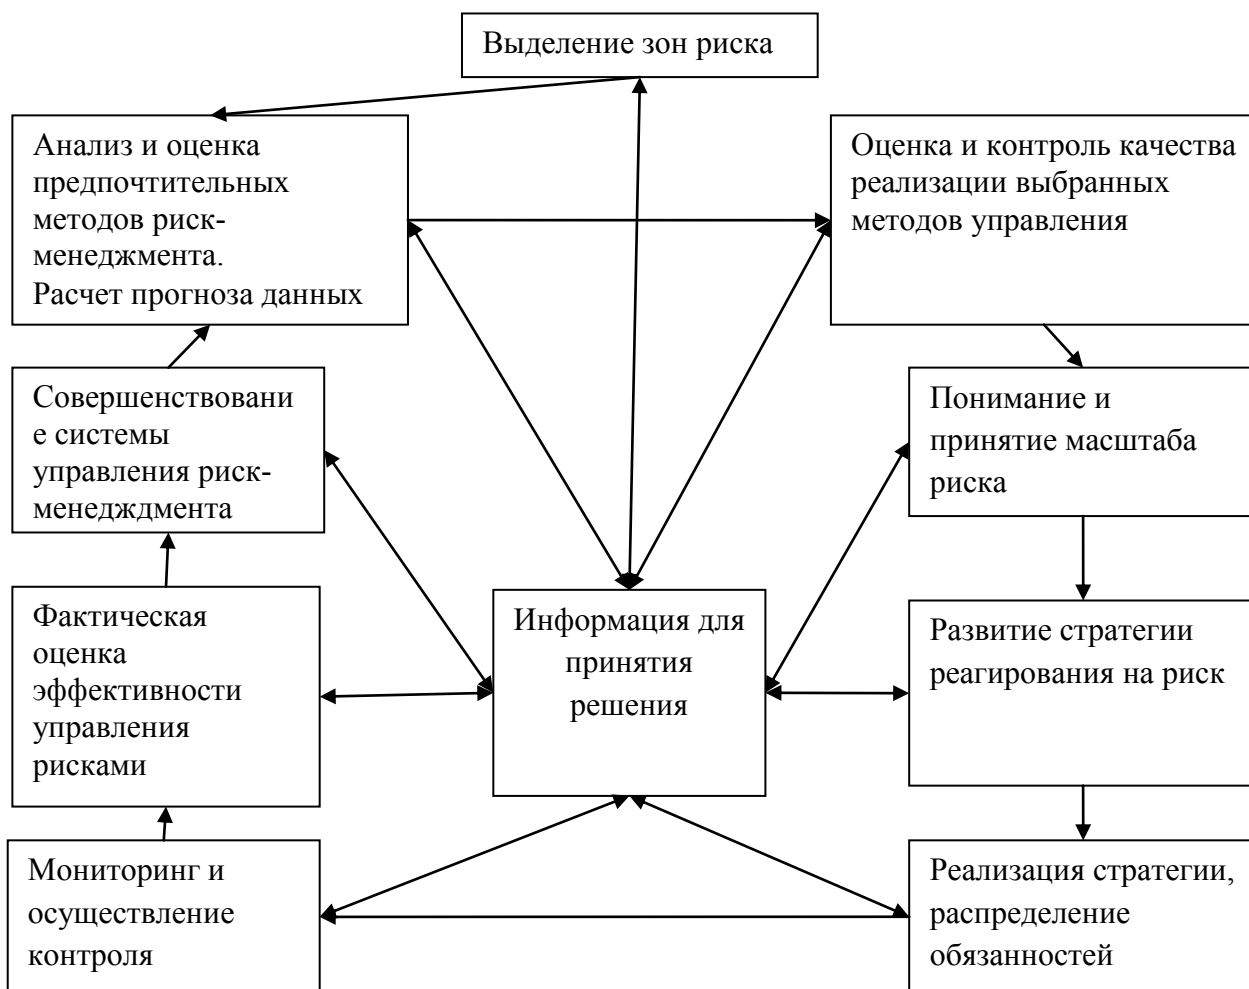 Выделение зон риска
Анализ и оценка
предпочтительных
методов риск-
менеджмента.
Расчет прогноза данных
Оценка и контроль качества
реализации выбранных
методов управления
Совершенствовани
е системы
управления риск-
менедждмента
Понимание и
принятие масштаба
риска
Фактическая
оценка
эффективности
управления
рисками
Информация для
принятия
решения
Развитие стратегии
реагирования на риск
Мониторинг и
осуществление
контроля
Реализация стратегии,
распределение
обязанностей